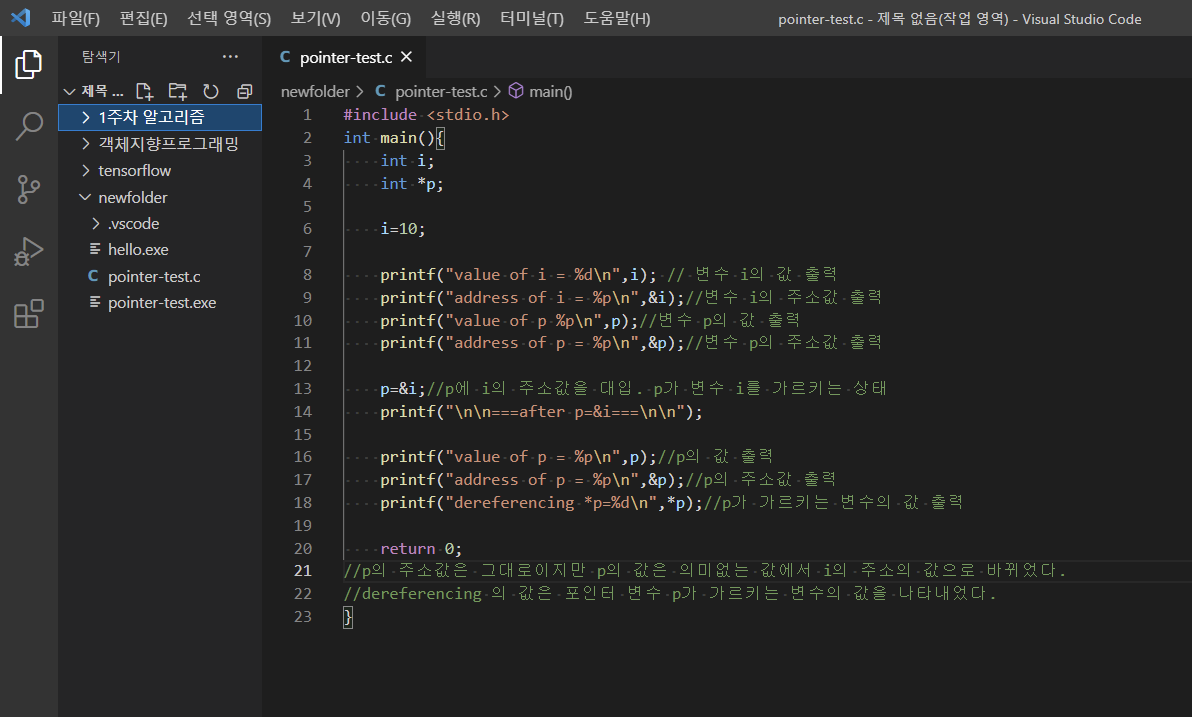 파일(F) 편집(E) 선택 영역(S) 보기(V) 이동(G) 실행(R) 터미널(T) 도움말(H) pointer-test.c - 제목 없음(작업 영역) - Visual Studio Code
탐색기 ···
C pointer-test.c ×
제목 ...
newfolder > C pointer-test.c > main()
1주차 알고리즘
객체지향프로그래밍
tensorflow
newfolder
.vscode
hello.exe
C pointer-test.c
pointer-test.exe
1 #include <stdio.h>
2 int main(){
3     int i;
4     int *p;
5
6     i=10;
7
8     printf("value of i = %d\n",i); // 변수 i의 값 출력
9     printf("address of i = %p\n",&i);//변수 i의 주소값 출력
10     printf("value of p %p\n",p);//변수 p의 값 출력
11     printf("address of p = %p\n",&p);//변수 p의 주소값 출력
12
13     p=&i;//p에 i의 주소값을 대입. p가 변수 i를 가르키는 상태
14     printf("\n\n===after p=&i===\n\n");
15
16     printf("value of p = %p\n",p);//p의 값 출력
17     printf("address of p = %p\n",&p);//p의 주소값 출력
18     printf("dereferencing *p=%d\n",*p);//p가 가르키는 변수의 값 출력
19
20     return 0;
21 //p의 주소값은 그대로이지만 p의 값은 의미없는 값에서 i의 주소의 값으로 바뀌었다.
22 //dereferencing 의 값은 포인터 변수 p가 가르키는 변수의 값을 나타내었다.
23 }